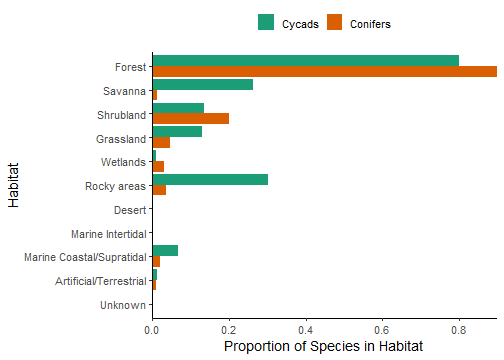 Cycads Conifers
Habitat
Forest
Savanna
Shrubland
Grassland
Wetlands
Rocky areas
Desert
Marine Intertidal
Marine Coastal/Supratidal
Artificial/Terrestrial
Unknown
0.0 0.2 0.4 0.6 0.8
Proportion of Species in Habitat